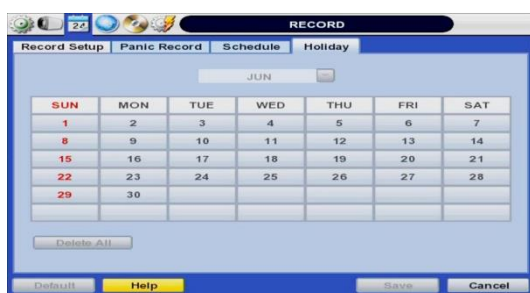 24
RECORD
Record Setup Panic Record Schedule Holiday
JUN
SUN MON TUE WED THU FRI SAT
1 2 3 4 5 6 7
8 9 10 11 12 13 14
15 16 17 18 19 20 21
22 23 24 25 26 27 28
29 30
Delete All
Default Help Save Cancel